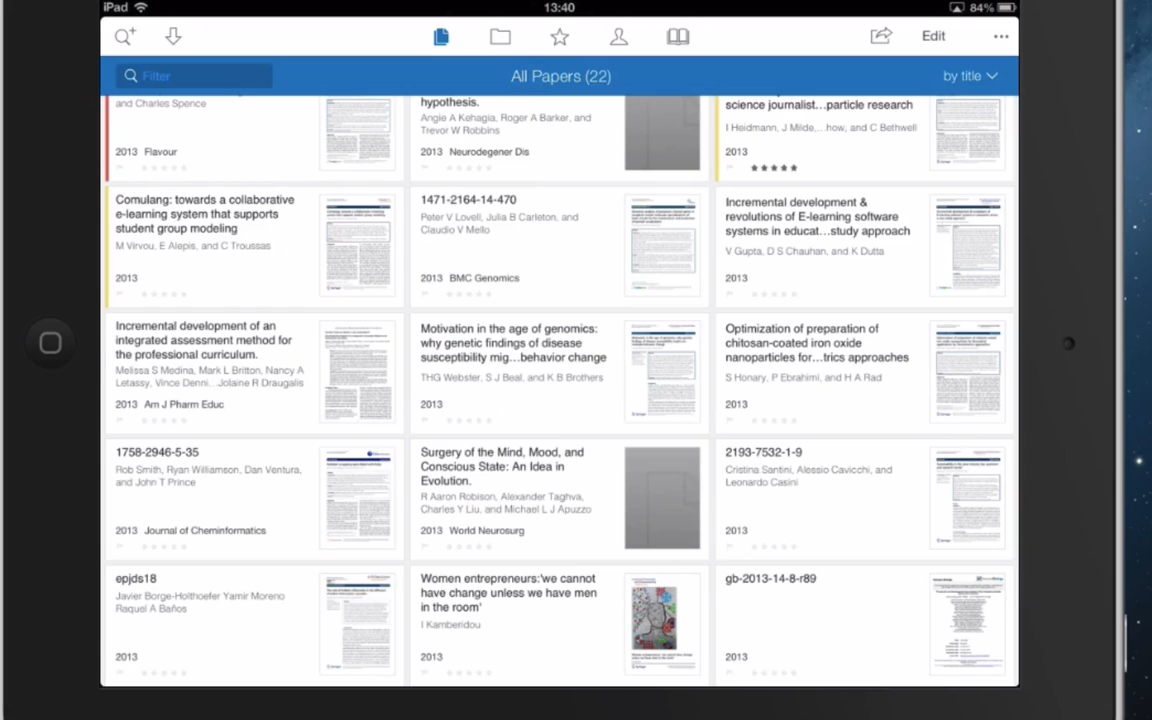 iPad
13:40
84%
Edit
Filter
All Papers (22)
by title
and Charles Spence
2013 Flavour
hypothesis.
Angie A Kehagia, Roger A Barker, and
Trevor W Robbins
2013 Neurodegener Dis
science journalist...particle research
I Heidmann, J Milde,...how, and C Bethwell
2013
Comulang: towards a collaborative
e-learning system that supports
student group modeling
M Virvou, E Alepis, and C Troussas
2013
1471-2164-14-470
Peter V Lovell, Julia B Carleton, and
Claudio V Mello
2013 BMC Genomics
Incremental development &
revolutions of E-learning software
systems in educat...study approach
V Gupta, D S Chauhan, and K Dutta
2013
Incremental development of an
integrated assessment method for
the professional curriculum.
Melissa S Medina, Mark L Britton, Nancy A
Letassy, Vince Denni...Jolaine R Draugalis
2013 Am J Pharm Educ
Motivation in the age of genomics:
why genetic findings of disease
susceptibility mig...behavior change
THG Webster, S J Beal, and K B Brothers
2013
Optimization of preparation of
chitosan-coated iron oxide
nanoparticles for...trics approaches
S Honary, P Ebrahimi, and H A Rad
2013
1758-2946-5-35
Rob Smith, Ryan Williamson, Dan Ventura,
and John T Prince
2013 Journal of Cheminformatics
Surgery of the Mind, Mood, and
Conscious State: An Idea in
Evolution.
R Aaron Robison, Alexander Taghva,
Charles Y Liu, and Michael L J Apuzzo
2013 World Neurosurg
2193-7532-1-9
Cristina Santini, Alessio Cavicchi, and
Leonardo Casini
2013
epjds18
Javier Borge-Holthoefer Yamir Moreno
Raquel A Baños
2013
Women entrepreneurs:'we cannot
have change unless we have men
in the room'
I Kamberidou
2013
gb-2013-14-8-r89
2013